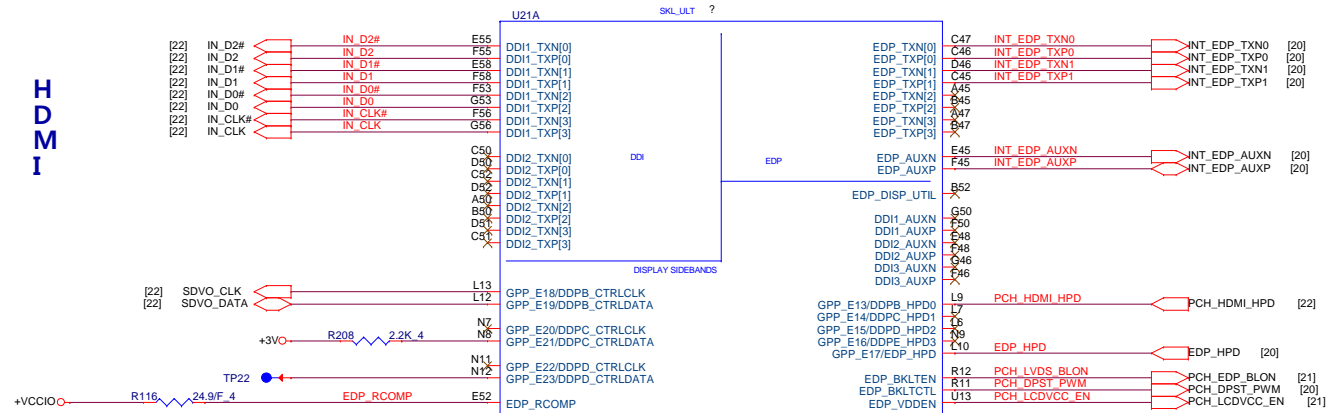 U21A
SKL_ULT ?
H
D
M
I
[22] IN_D2# IN_D2# E55 DDI1_TXN[0]
[22] IN_D2 IN_D2 F55 DDI1_TXP[0]
[22] IN_D1# IN_D1# E58 DDI1_TXN[1]
[22] IN_D1 IN_D1 F58 DDI1_TXP[1]
[22] IN_D0# IN_D0# F53 DDI1_TXN[2]
[22] IN_D0 IN_D0 G53 DDI1_TXP[2]
[22] IN_CLK# IN_CLK# F56 DDI1_TXN[3]
[22] IN_CLK IN_CLK G56 DDI1_TXP[3]
C50 DDI2_TXN[0]
D50 DDI2_TXP[0]
C52 DDI2_TXN[1]
D52 DDI2_TXP[1]
A50 DDI2_TXN[2]
B50 DDI2_TXP[2]
D51 DDI2_TXN[3]
C51 DDI2_TXP[3]
DDI
EDP
DISPLAY SIDEBANDS
[22] SDVO_CLK L13 GPP_E18/DDPB_CTRLCLK
[22] SDVO_DATA L12 GPP_E19/DDPB_CTRLDATA
N7 GPP_E20/DDPC_CTRLCLK
+3V R208 2.2K_4 N8 GPP_E21/DDPC_CTRLDATA
N11 GPP_E22/DDPD_CTRLCLK
TP22 N12 GPP_E23/DDPD_CTRLDATA
+VCCIO R116 24.9/F_4 EDP_RCOMP E52 EDP_RCOMP
EDP_TXN[0] C47 INT_EDP_TXN0 INT_EDP_TXN0 [20]
EDP_TXP[0] C46 INT_EDP_TXP0 INT_EDP_TXP0 [20]
EDP_TXN[1] D46 INT_EDP_TXN1 INT_EDP_TXN1 [20]
EDP_TXP[1] C45 INT_EDP_TXP1 INT_EDP_TXP1 [20]
EDP_TXN[2] A45
EDP_TXP[2] B45
EDP_TXN[3] A47
EDP_TXP[3] B47
EDP_AUXN E45 INT_EDP_AUXN INT_EDP_AUXN [20]
EDP_AUXP F45 INT_EDP_AUXP INT_EDP_AUXP [20]
EDP_DISP_UTIL B52
DDI1_AUXN G50
DDI1_AUXP F50
DDI2_AUXN E48
DDI2_AUXP F48
DDI3_AUXN G46
DDI3_AUXP F46
GPP_E13/DDPB_HPD0 L9 PCH_HDMI_HPD PCH_HDMI_HPD [22]
GPP_E14/DDPC_HPD1 L7
GPP_E15/DDPD_HPD2 L6
GPP_E16/DDPE_HPD3 N9
GPP_E17/EDP_HPD L10 EDP_HPD EDP_HPD [20]
EDP_BKLTEN R12 PCH_LVDS_BLON PCH_EDP_BLON [21]
EDP_BKLTCTL R11 PCH_DPST_PWM PCH_DPST_PWM [20]
EDP_VDDEN U13 PCH_LCDVCC_EN PCH_LCDVCC_EN [21]